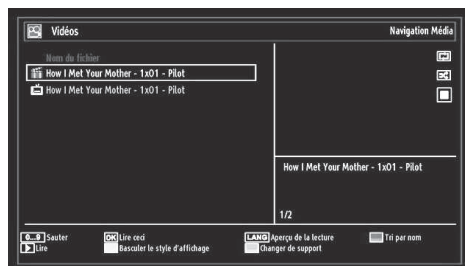 Vidéos
Navigation Média
Nom du fichier
How I Met Your Mother - 1x01 - Pilot
How I Met Your Mother - 1x01 - Pilot
How I Met Your Mother - 1x01 - Pilot
1/2
0...9 Sauter
OK Lire ceci
LANG Aperçu de la lecture
Tri par nom
Lire
Basculer le style d'affichage
Changer de support